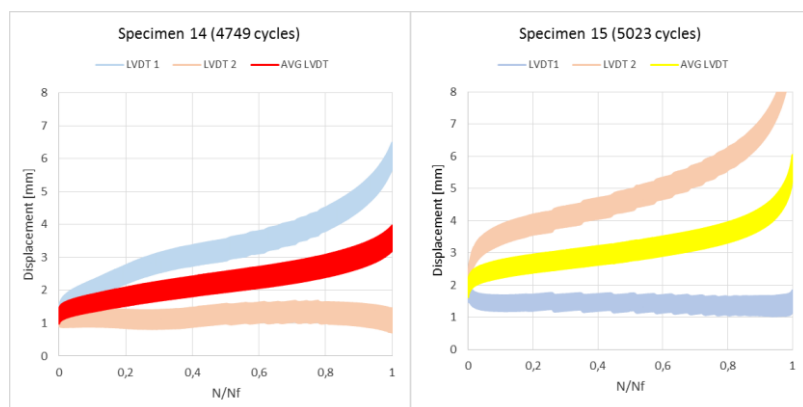 Specimen 14 (4749 cycles)
LVDT 1 LVDT 2 AVG LVDT
8
7
6
5
4
3
2
1
0
Displacement [mm]
0 0,2 0,4 0,6 0,8 1
N/Nf
Specimen 15 (5023 cycles)
LVDT1 LVDT 2 AVG LVDT
8
7
6
5
4
3
2
1
0
Displacement [mm]
0 0,2 0,4 0,6 0,8 1
N/Nf